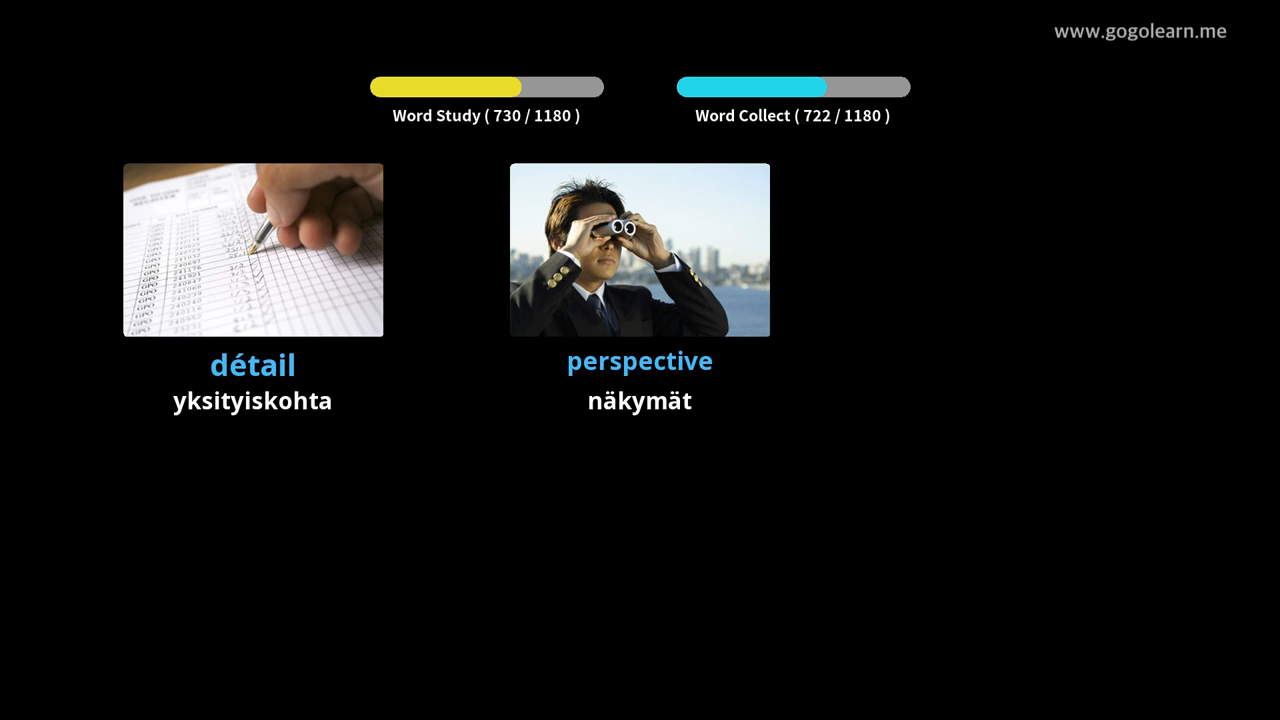 www.gogolearn.me
Word Study ( 730 / 1180 )
Word Collect ( 722 / 1180 )
détail
perspective
yksityiskohta
näkymät